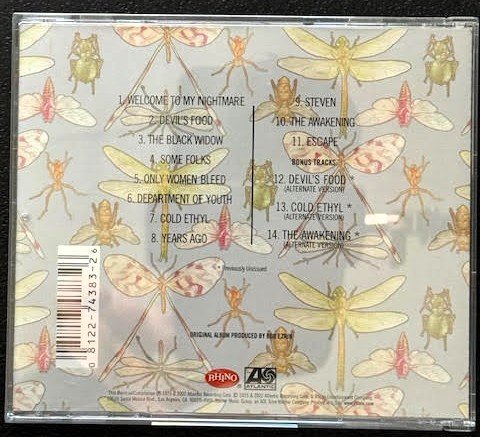 1. WELCOME TO MY NIGHTMARE
2. DEVIL'S FOOD
3. THE BLACK WIDOW
4. SOME FOLKS
5. ONLY WOMEN BLEED
6. DEPARTMENT OF YOUTH
7. COLD ETHYL
8. YEARS AGO
9. STEVEN
10. THE AWAKENING
11. ESCAPE
BONUS TRACKS
12. DEVIL'S FOOD *
(ALTERNATE VERSION)
13. COLD ETHYL *
(ALTERNATE VERSION)
14. THE AWAKENING *
(ALTERNATE VERSION)
Previously Unissued
0 8122-74383-2 6
ORIGINAL ALBUM PRODUCED BY BOB EZRIN
RHINO
ATLANTIC